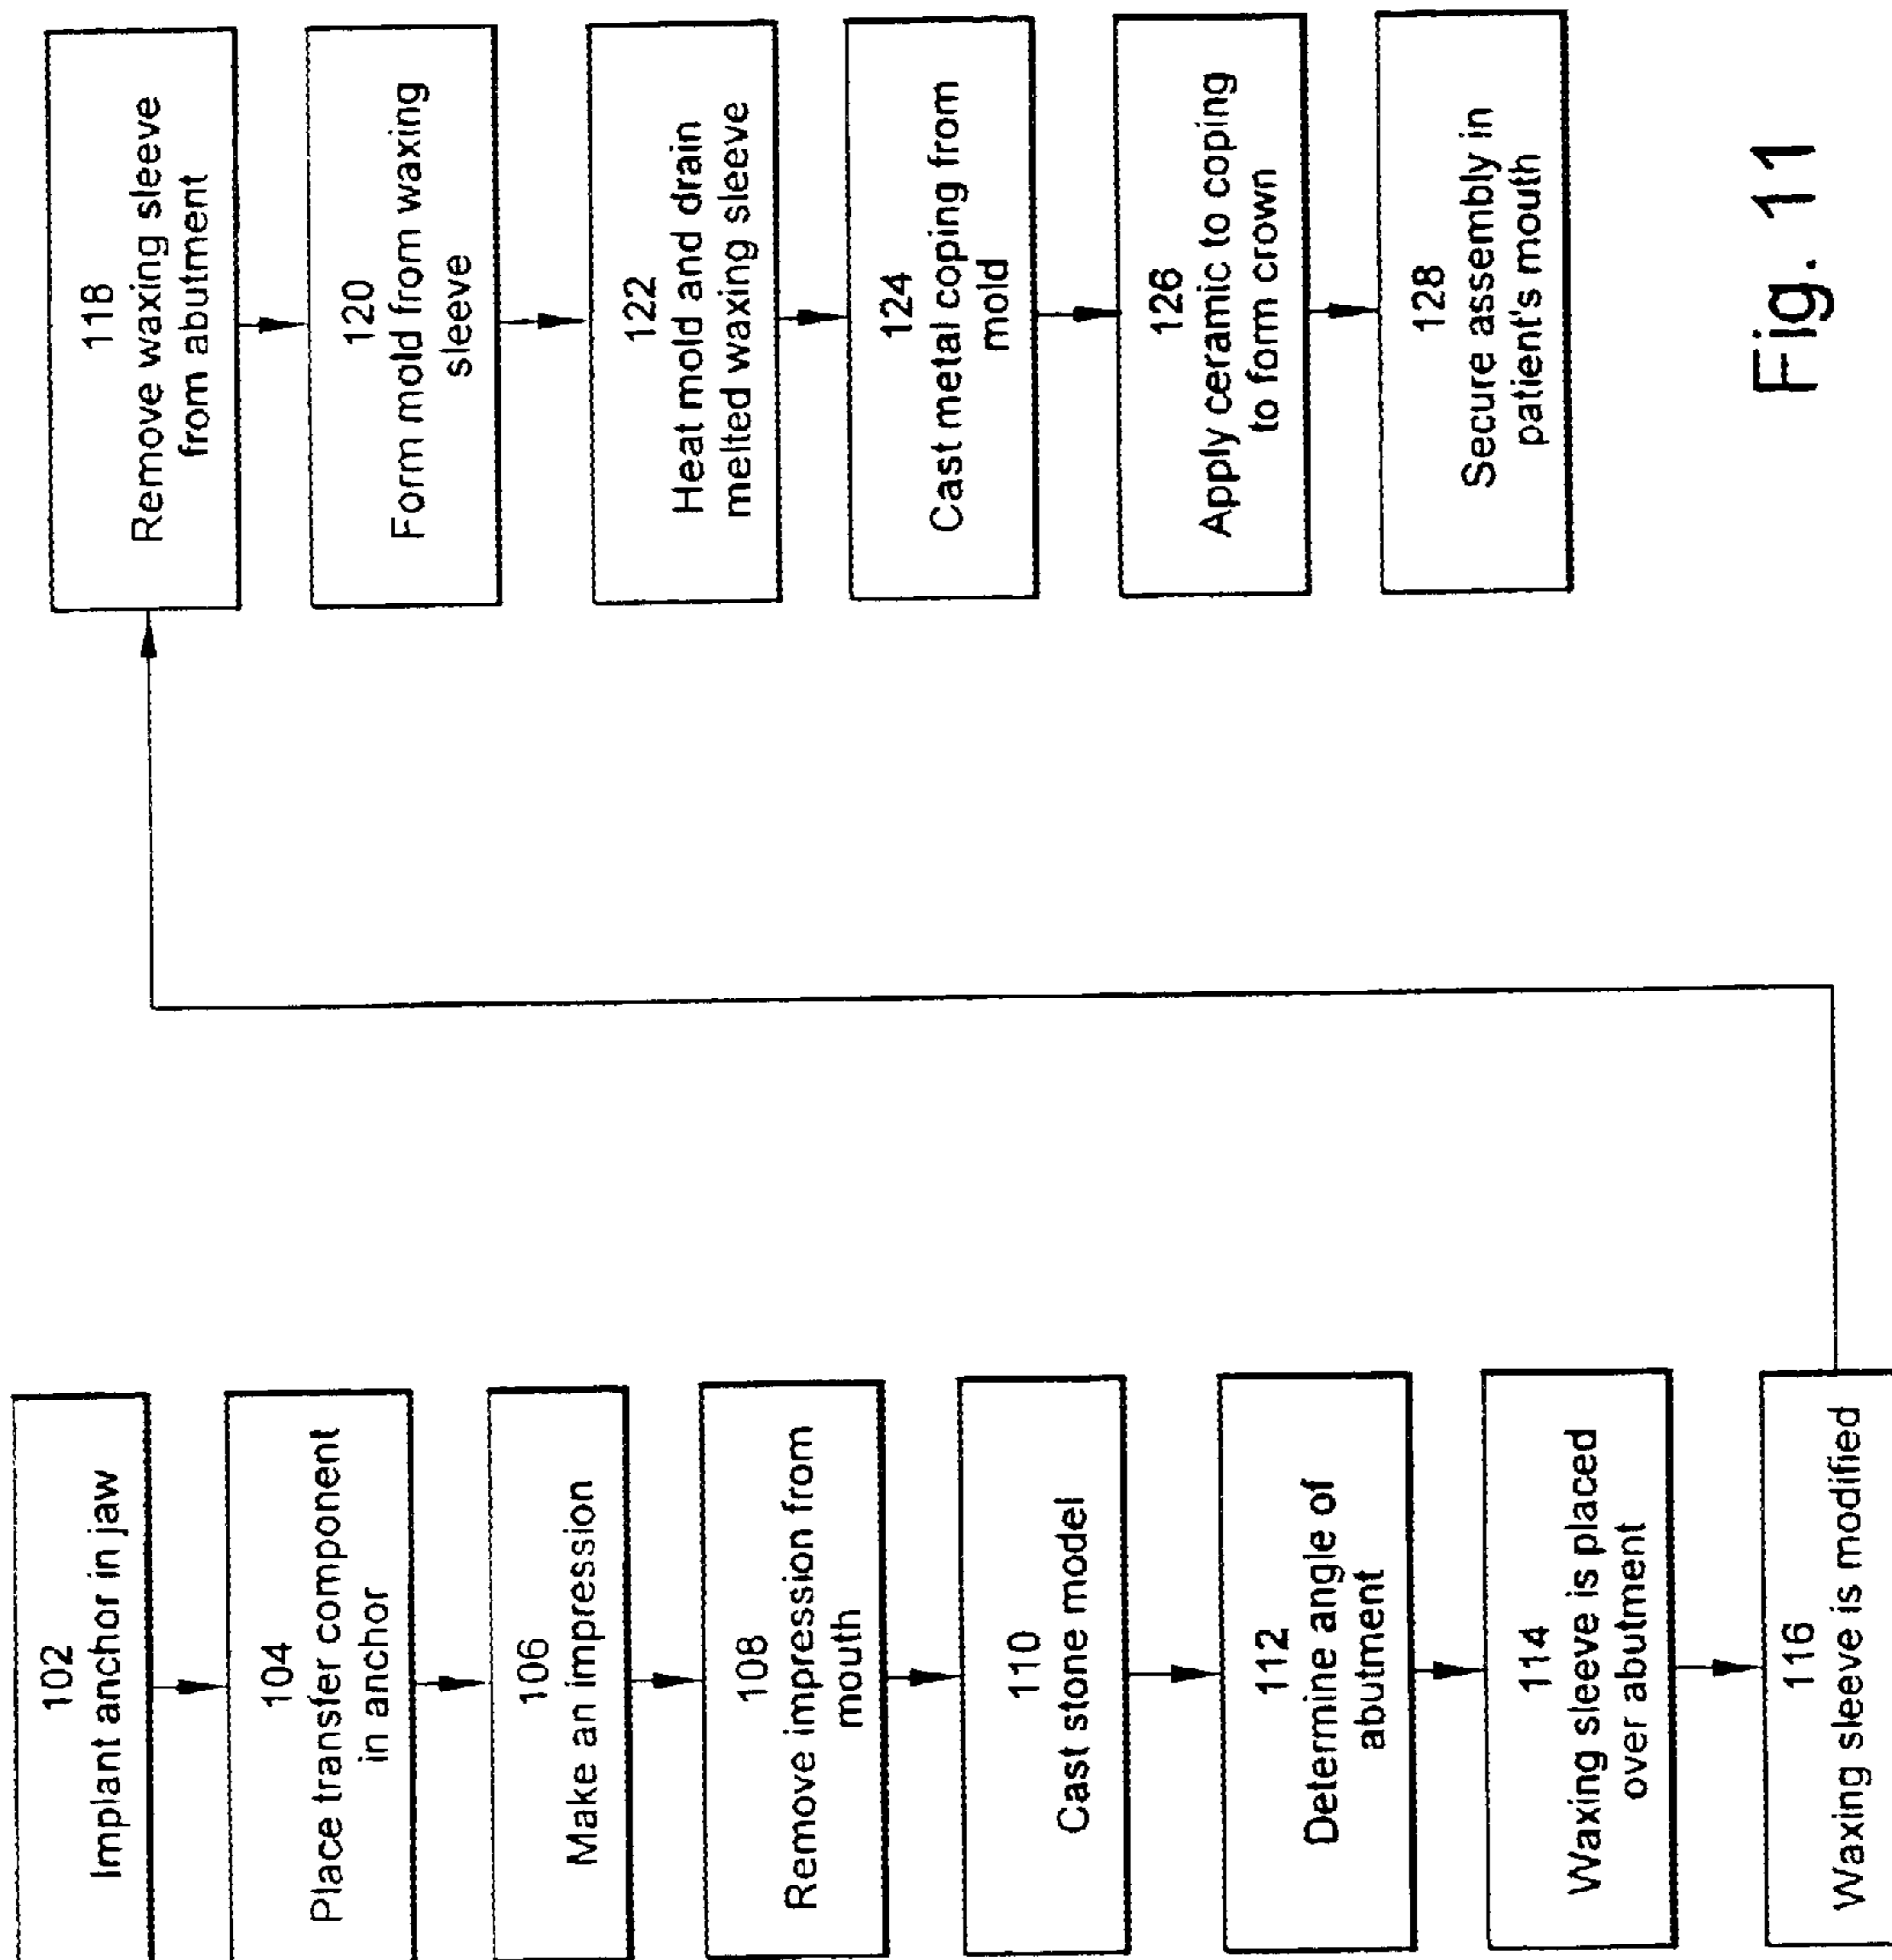 102
Implant anchor in jaw
104
Place transfer component
in anchor
106
Make an impression
108
Remove impression from
mouth
110
Cast stone model
112
Determine angle of
abutment
114
Waxing sleeve is placed
over abutment
116
Waxing sleeve is modified
118
Remove waxing sleeve
from abutment
120
Form mold from waxing
sleeve
122
Heat mold and drain
melted waxing sleeve
124
Cast metal coping from
mold
126
Apply ceramic to coping
to form crown
128
Secure assembly in
patient's mouth
Fig. 11